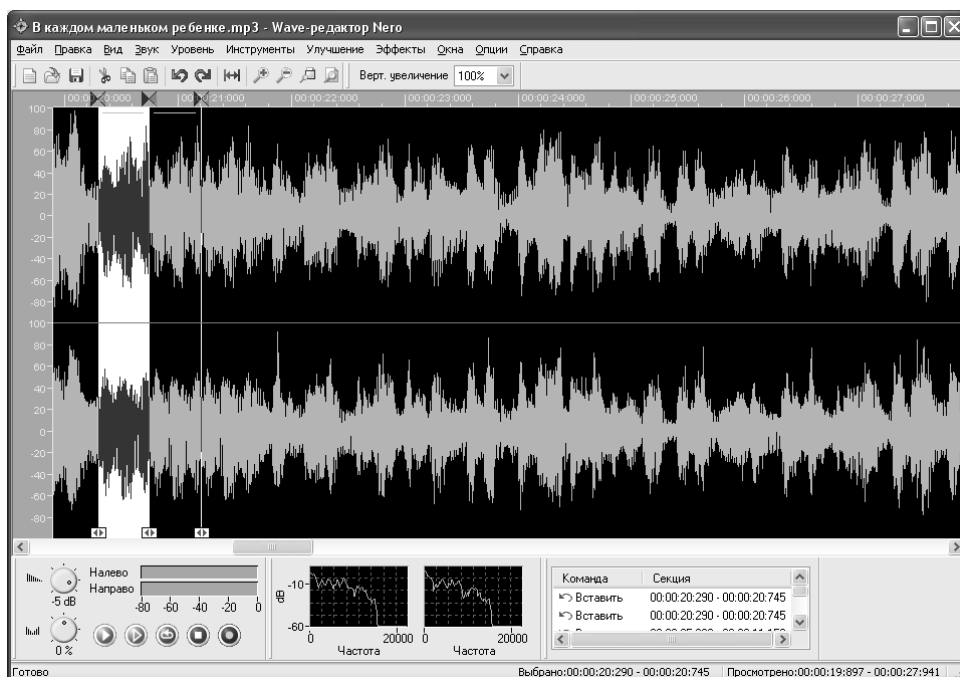 В каждом маленьком ребенке.mp3 - Wave-редактор Nero
Файл Правка Вид Звук Уровень Инструменты Улучшение Эффекты Окна Опции Справка
Верт. увеличение 100%
00:00:21:000 00:00:22:000 00:00:23:000 00:00:24:000 00:00:25:000 00:00:26:000 00:00:27:000
100
80
60
40
20
0
-20
-40
-60
-80
100
80
60
40
20
0
-20
-40
-60
-80
Налево
Направо
-80 -60 -40 -20 0
-5 dB
0 %
dB
-10
-60
0 20000 0 20000
Частота Частота
Команда Секция
Вставить 00:00:20:290 - 00:00:20:745
Вставить 00:00:20:290 - 00:00:20:745
Готово Выбрано:00:00:20:290 - 00:00:20:745 Просмотрено:00:00:19:897 - 00:00:27:941